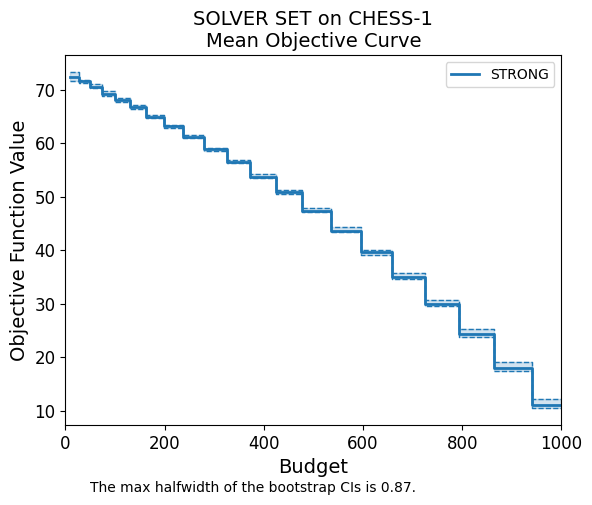 SOLVER SET on CHESS-1
Mean Objective Curve
STRONG
Objective Function Value
70
60
50
40
30
20
10
0
200
400
600
800
1000
Budget
The max halfwidth of the bootstrap CIs is 0.87.